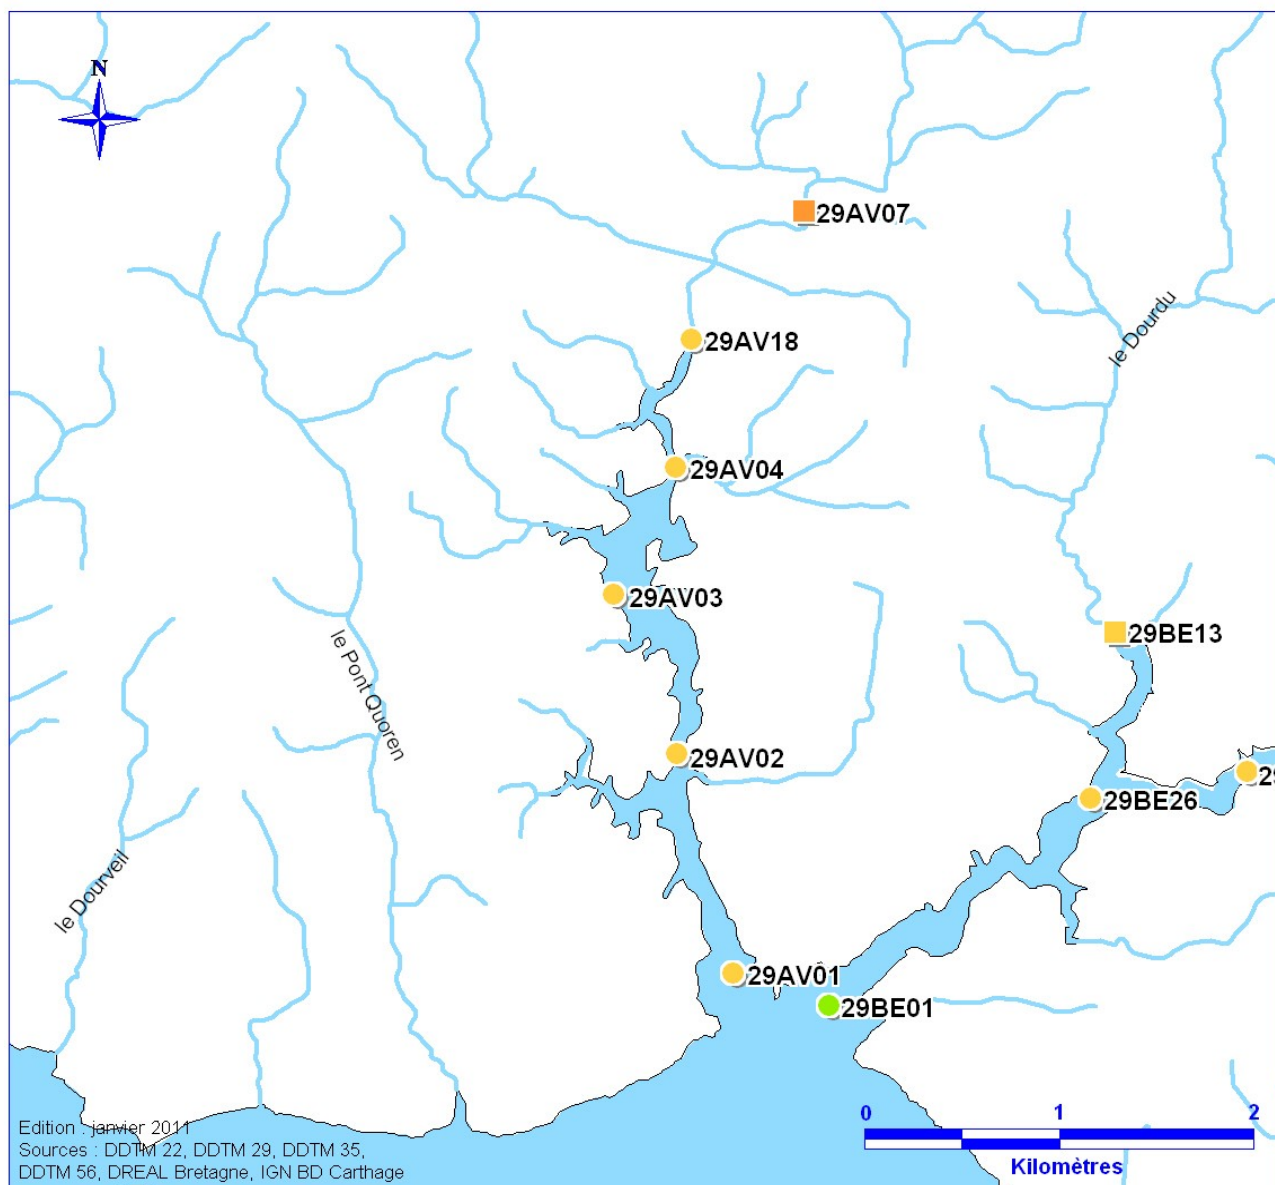 N
29AV07
le Dourdu
29AV18
29AV04
29AV03
29BE13
le Pont Quoren
29AV02
29
29BE26
le Dourveil
29AV01
29BE01
0 1 2
Kilomètres
Edition : janvier 2011
Sources : DDTM 22, DDTM 29, DDTM 35,
DDTM 56, DREAL Bretagne, IGN BD Carthage